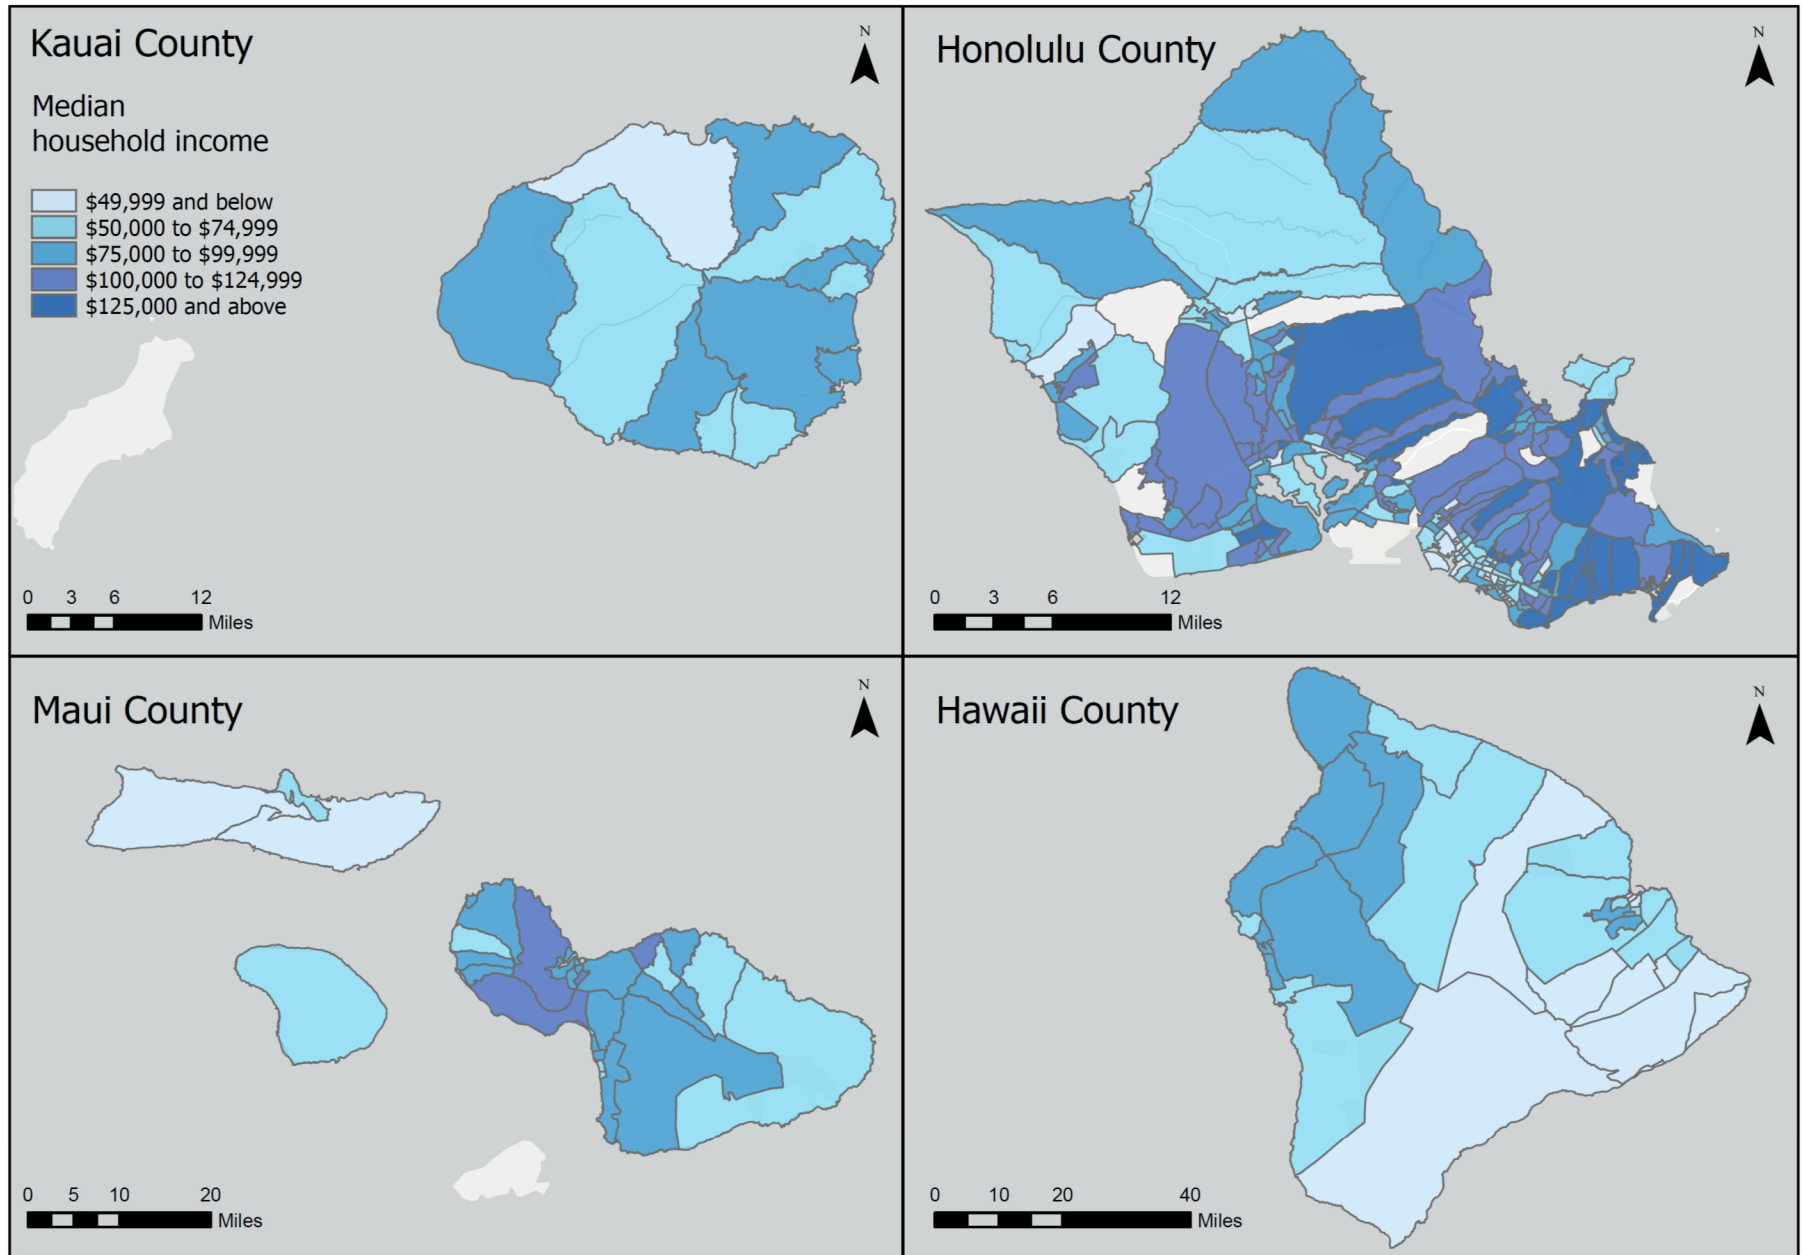 Kauai County
N
Median
household income
$49,999 and below
$50,000 to $74,999
$75,000 to $99,999
$100,000 to $124,999
$125,000 and above
0 3 6 12
Miles
Honolulu County
N
0 3 6 12
Miles
Maui County
N
0 5 10 20
Miles
Hawaii County
N
0 10 20 40
Miles